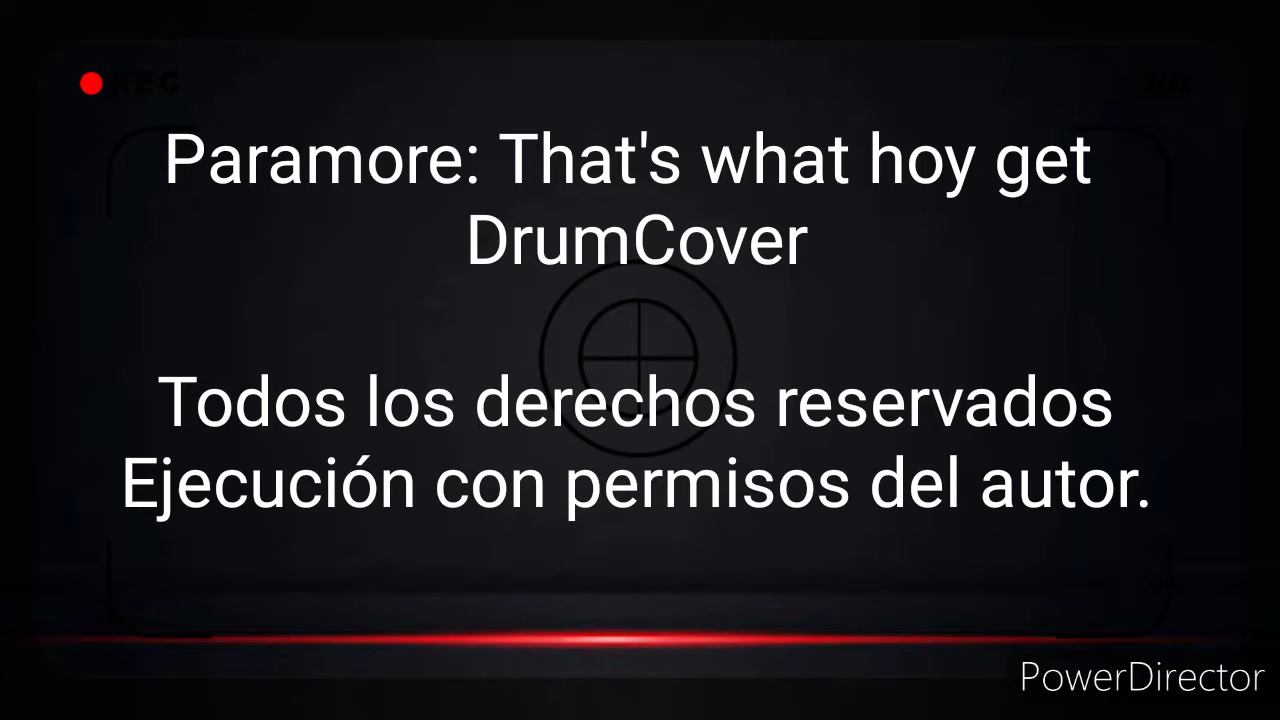 REC
Paramore: That's what hoy get
DrumCover
Todos los derechos reservados
Ejecución con permisos del autor.
PowerDirector